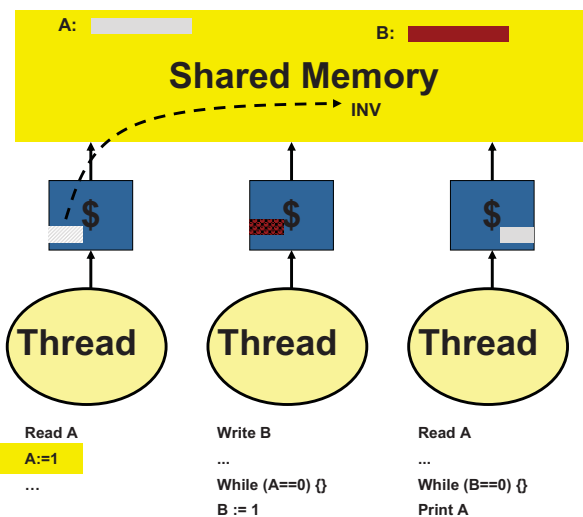 A:
B:
Shared Memory
INV
$ $ $
Thread Thread Thread
Read A Write B Read A
A:=1 ... ...
… While (A==0) {} While (B==0) {}
B := 1 Print A